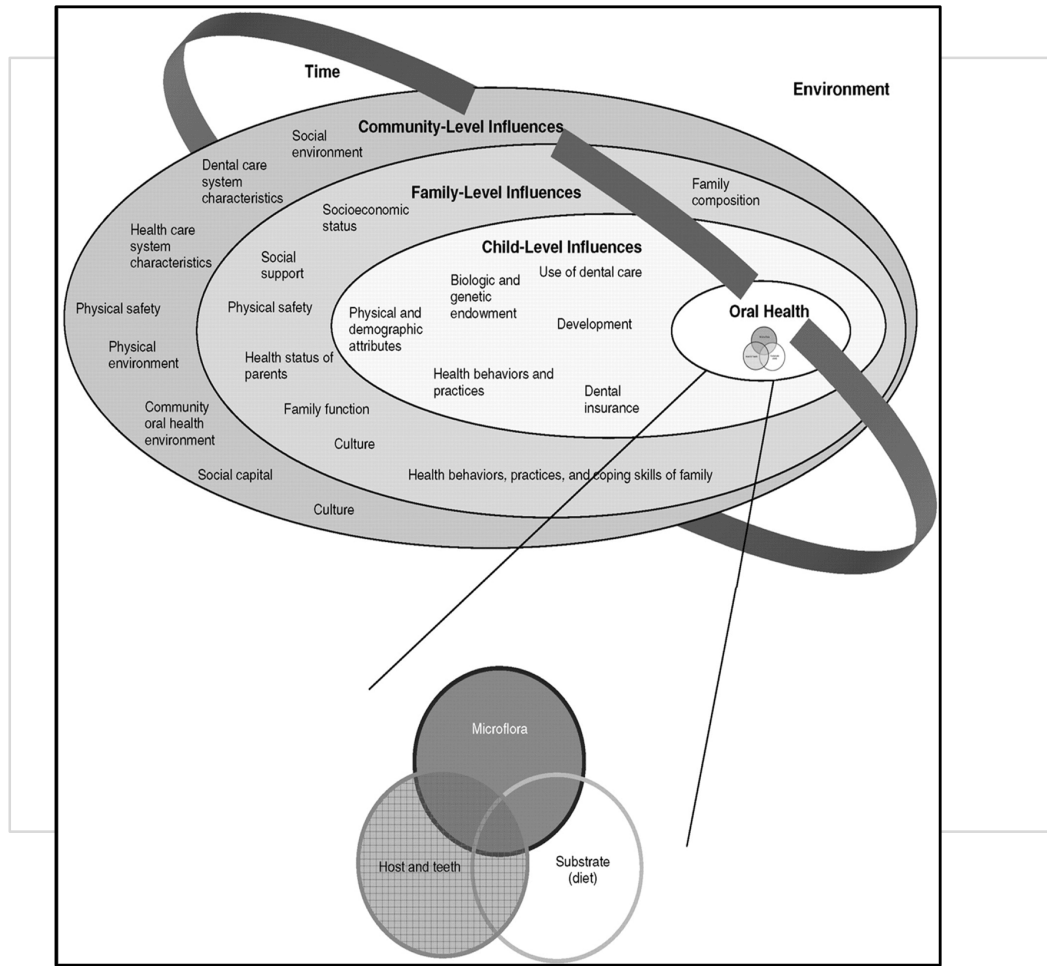 Time
Environment
Community-Level Influences
Social
environment
Dental care
system
characteristics
Health care
system
characteristics
Physical safety
Physical
environment
Community
oral health
environment
Social capital
Culture
Family-Level Influences
Family
composition
Socioeconomic
status
Social
support
Physical safety
Health status of
parents
Family function
Culture
Health behaviors, practices, and coping skills of family
Child-Level Influences
Use of dental care
Biologic and
genetic
endowment
Physical and
demographic
attributes
Development
Health behaviors and
practices
Dental
insurance
Oral Health
Microflora
Host and teeth
Substrate
(diet)